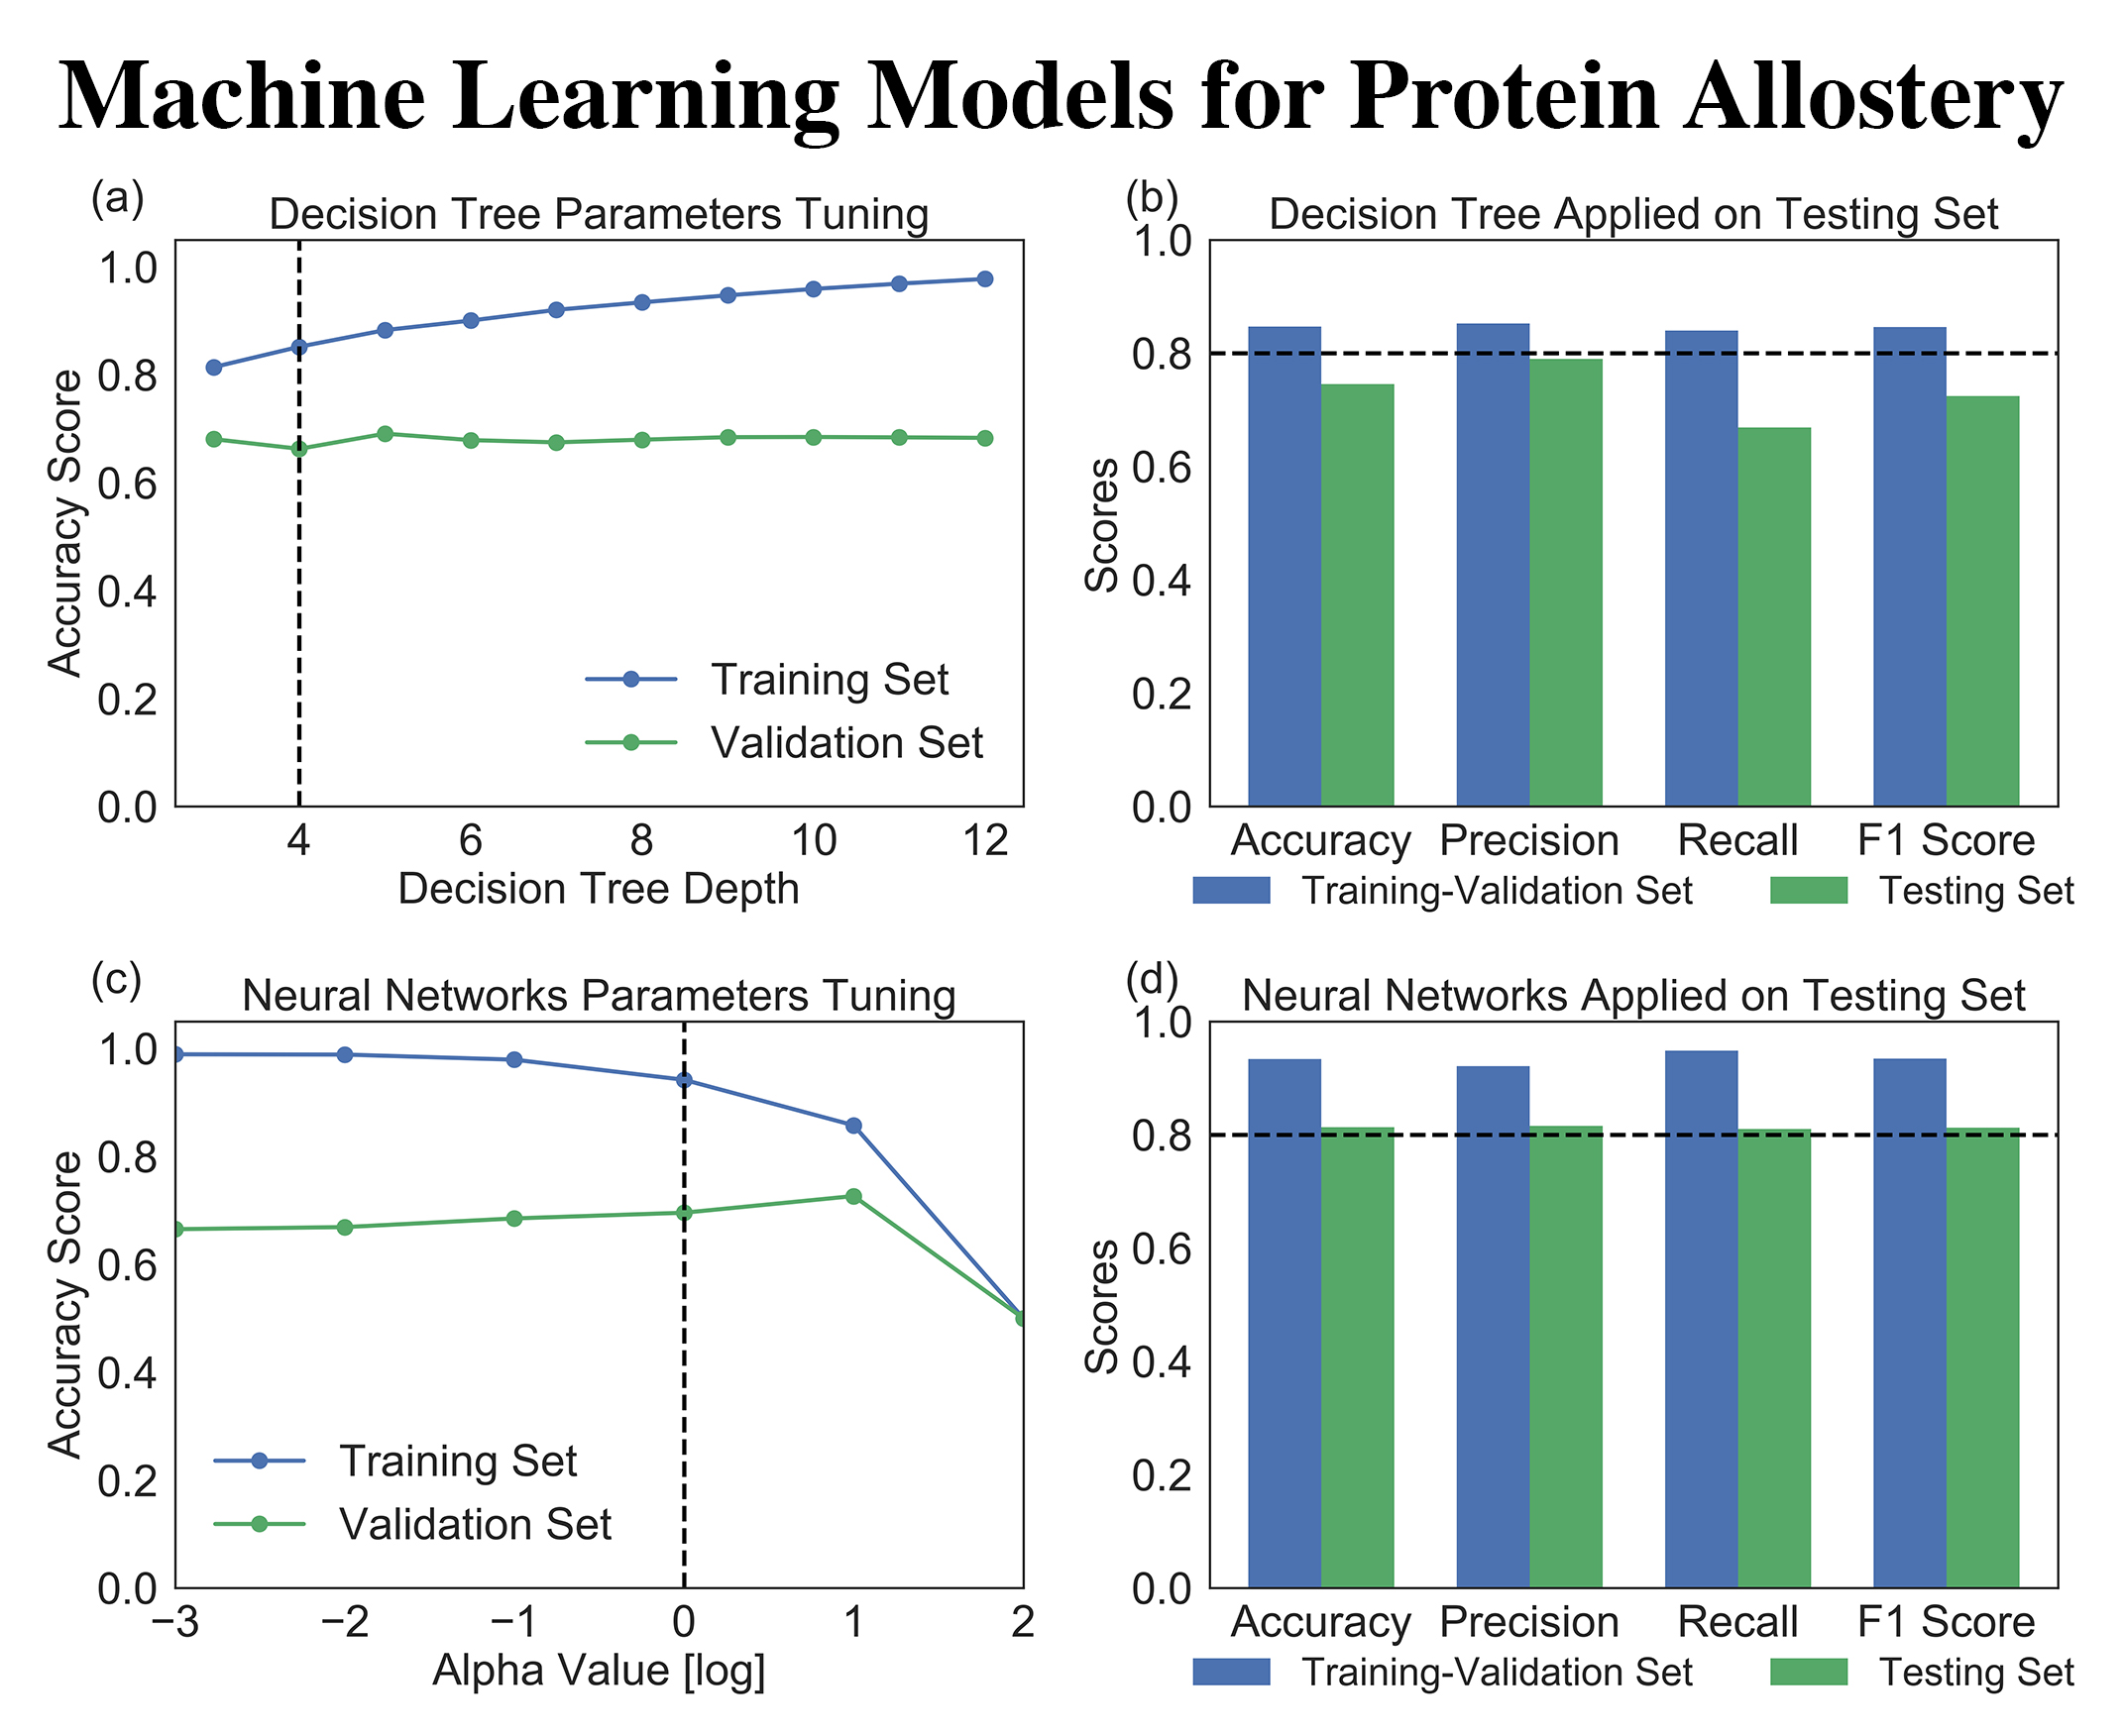 Machine Learning Models for Protein Allostery
(a)
Decision Tree Parameters Tuning
1.0
0.8
0.6
0.4
0.2
0.0
Accuracy Score
Training Set
Validation Set
4 6 8 10 12
Decision Tree Depth
(b)
Decision Tree Applied on Testing Set
1.0
0.8
0.6
0.4
0.2
0.0
Scores
Accuracy Precision Recall F1 Score
Training-Validation Set Testing Set
(c)
Neural Networks Parameters Tuning
1.0
0.8
0.6
0.4
0.2
0.0
Accuracy Score
Training Set
Validation Set
−3 −2 −1 0 1 2
Alpha Value [log]
(d)
Neural Networks Applied on Testing Set
1.0
0.8
0.6
0.4
0.2
0.0
Scores
Accuracy Precision Recall F1 Score
Training-Validation Set Testing Set